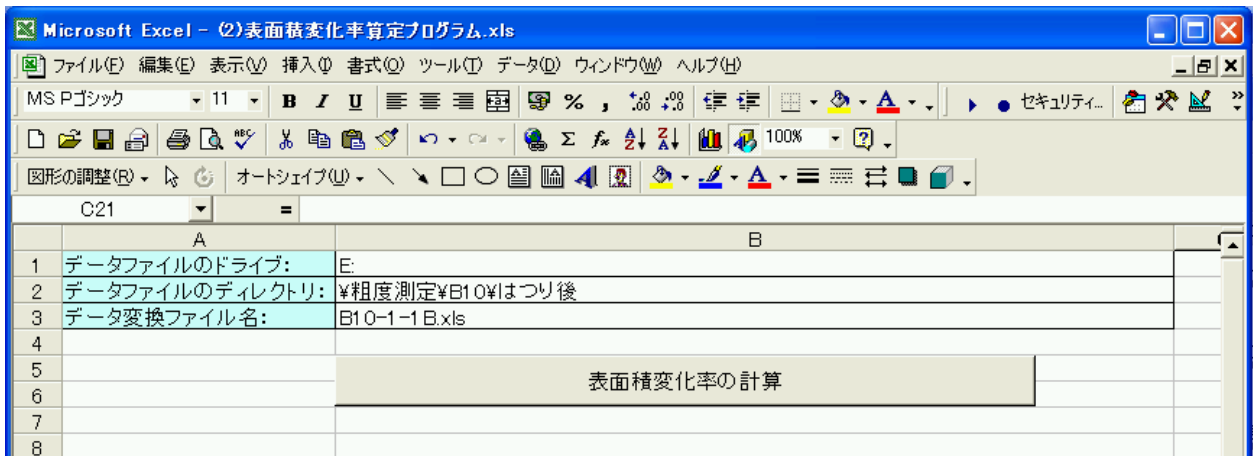 Microsoft Excel - (2)表面積変化率算定プログラム.xls
ファイル(F) 編集(E) 表示(V) 挿入(I) 書式(O) ツール(T) データ(D) ウィンドウ(W) ヘルプ(H)
MS Pゴシック 11 B I U % , セキュリティ...
100%
図形の調整(R) オートシェイプ(U)
C21 =
A B
1 データファイルのドライブ: E:
2 データファイルのディレクトリ: ¥粗度測定¥B10¥はつり後
3 データ変換ファイル名: B10-1-1B.xls
4
5
表面積変化率の計算
6
7
8